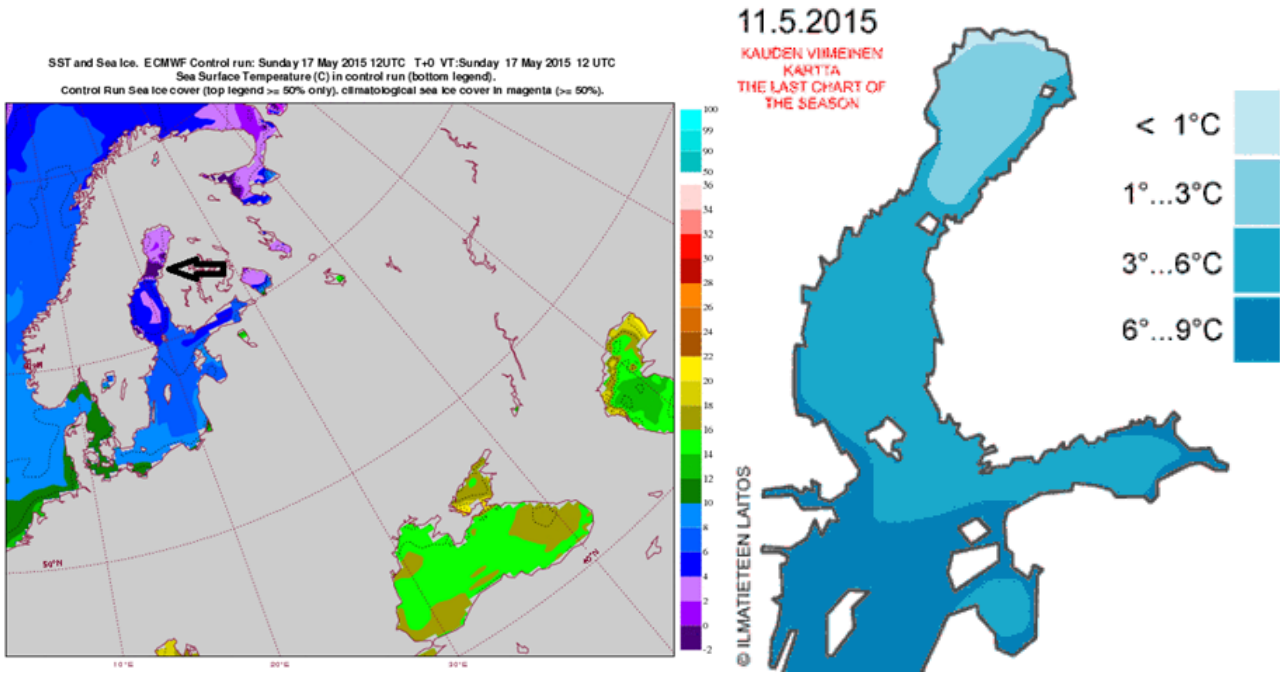 SST and Sea Ice. ECMWF Control run: Sunday 17 May 2015 12UTC T+0 VT:Sunday 17 May 2015 12 UTC
Sea Surface Temperature (C) in control run (bottom legend).
Control Run Sea Ice cover (top legend >= 50% only). climatological sea ice cover in magenta (>= 50%).
100
99
90
50
36
34
32
30
28
26
24
22
20
18
16
14
12
10
8
6
4
2
0
-2
50°N
10°E
20°E
30°E
11.5.2015
KAUDEN VIIMEINEN
KARTTA
THE LAST CHART OF
THE SEASON
< 1°C
1°...3°C
3°...6°C
6°...9°C
© ILMATIETEEN LAITOS